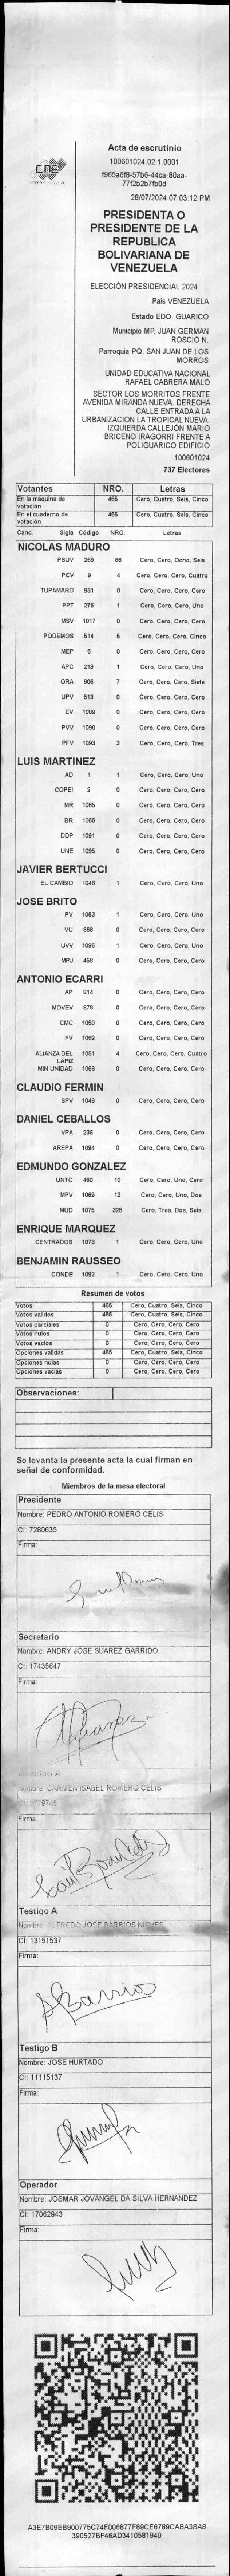 CNE
Acta de escrutinio
100601024.02.1.0001
f965a6f8-57b6-44ca-80aa-
77f2b2b7fb0d
28/07/2024 07:03:12 PM
PRESIDENTA O
PRESIDENTE DE LA
REPUBLICA
BOLIVARIANA DE
VENEZUELA
ELECCIÓN PRESIDENCIAL 2024
Pais VENEZUELA
Estado EDO. GUARICO
Municipio MP. JUAN GERMAN
ROSCIO N.
Parroquia PQ. SAN JUAN DE LOS
MORROS
UNIDAD EDUCATIVA NACIONAL
RAFAEL CABRERA MALO
SECTOR LOS MORRITOS FRENTE
AVENIDA MIRANDA NUEVA. DERECHA
CALLE ENTRADA A LA
URBANIZACION LA TROPICAL NUEVA.
IZQUIERDA CALLEJÓN MARIO
BRICENO IRAGORRI FRENTE A
POLIGUARICO EDIFICIO
100601024
737 Electores
Votantes NRO. Letras
En la máquina de votación 465 Cero, Cuatro, Seis, Cinco
En el cuaderno de votación 465 Cero, Cuatro, Seis, Cinco
Cand. Sigla Código NRO. Letras
NICOLAS MADURO
PSUV 269 86 Cero, Cero, Ocho, Seis
PCV 9 4 Cero, Cero, Cero, Cuatro
TUPAMARO 931 0 Cero, Cero, Cero, Cero
PPT 276 1 Cero, Cero, Cero, Uno
MSV 1017 0 Cero, Cero, Cero, Cero
PODEMOS 514 5 Cero, Cero, Cero, Cinco
MEP 6 0 Cero, Cero, Cero, Cero
APC 219 1 Cero, Cero, Cero, Uno
ORA 906 7 Cero, Cero, Cero, Siete
UPV 513 0 Cero, Cero, Cero, Cero
EV 1089 0 Cero, Cero, Cero, Cero
PVV 1090 0 Cero, Cero, Cero, Cero
PFV 1093 3 Cero, Cero, Cero, Tres
LUIS MARTINEZ
AD 1 1 Cero, Cero, Cero, Uno
COPEI 2 0 Cero, Cero, Cero, Cero
MR 1065 0 Cero, Cero, Cero, Cero
BR 1066 0 Cero, Cero, Cero, Cero
DDP 1091 0 Cero, Cero, Cero, Cero
UNE 1095 0 Cero, Cero, Cero, Cero
JAVIER BERTUCCI
EL CAMBIO 1048 1 Cero, Cero, Cero, Uno
JOSE BRITO
PV 1053 1 Cero, Cero, Cero, Uno
VU 868 0 Cero, Cero, Cero, Cero
UVV 1096 1 Cero, Cero, Cero, Uno
MPJ 458 0 Cero, Cero, Cero, Cero
ANTONIO ECARRI
AP 814 0 Cero, Cero, Cero, Cero
MOVEV 878 0 Cero, Cero, Cero, Cero
CMC 1050 0 Cero, Cero, Cero, Cero
FV 1052 0 Cero, Cero, Cero, Cero
ALIANZA DEL LAPIZ 1051 4 Cero, Cero, Cero, Cuatro
MIN UNIDAD 1068 0 Cero, Cero, Cero, Cero
CLAUDIO FERMIN
SPV 1049 0 Cero, Cero, Cero, Cero
DANIEL CEBALLOS
VPA 236 0 Cero, Cero, Cero, Cero
AREPA 1094 0 Cero, Cero, Cero, Cero
EDMUNDO GONZALEZ
UNTC 460 10 Cero, Cero, Uno, Cero
MPV 1069 12 Cero, Cero, Uno, Dos
MUD 1075 326 Cero, Tres, Dos, Seis
ENRIQUE MARQUEZ
CENTRADOS 1073 1 Cero, Cero, Cero, Uno
BENJAMIN RAUSSEO
CONDE 1092 1 Cero, Cero, Cero, Uno
Resumen de votos
Votos 465 Cero, Cuatro, Seis, Cinco
Votos validos 465 Cero, Cuatro, Seis, Cinco
Votos parciales 0 Cero, Cero, Cero, Cero
Votos nulos 0 Cero, Cero, Cero, Cero
Votos vacios 0 Cero, Cero, Cero, Cero
Opciones validas 465 Cero, Cuatro, Seis, Cinco
Opciones nulas 0 Cero, Cero, Cero, Cero
Opciones vacias 0 Cero, Cero, Cero, Cero
Observaciones:
Se levanta la presente acta la cual firman en
señal de conformidad.
Miembros de la mesa electoral
Presidente
Nombre: PEDRO ANTONIO ROMERO CELIS
CI: 7280635
Firma:
Secretario
Nombre: ANDRY JOSE SUAREZ GARRIDO
CI: 17435647
Firma:
A
Nombre: CARMEN ISABEL ROMERO CELIS
Firma:
Testigo A
Nombre: ALFREDO JOSE BARRIOS NIEVES
CI: 13151537
Firma:
Barrios
Testigo B
Nombre: JOSE HURTADO
CI: 11115137
Firma:
Operador
Nombre: JOSMAR JOVANGEL DA SILVA HERNANDEZ
CI: 17062943
Firma:
A3E7B09EB900775C74F006877F89CE6789CABA3BA8
390527BF46AD3410581940